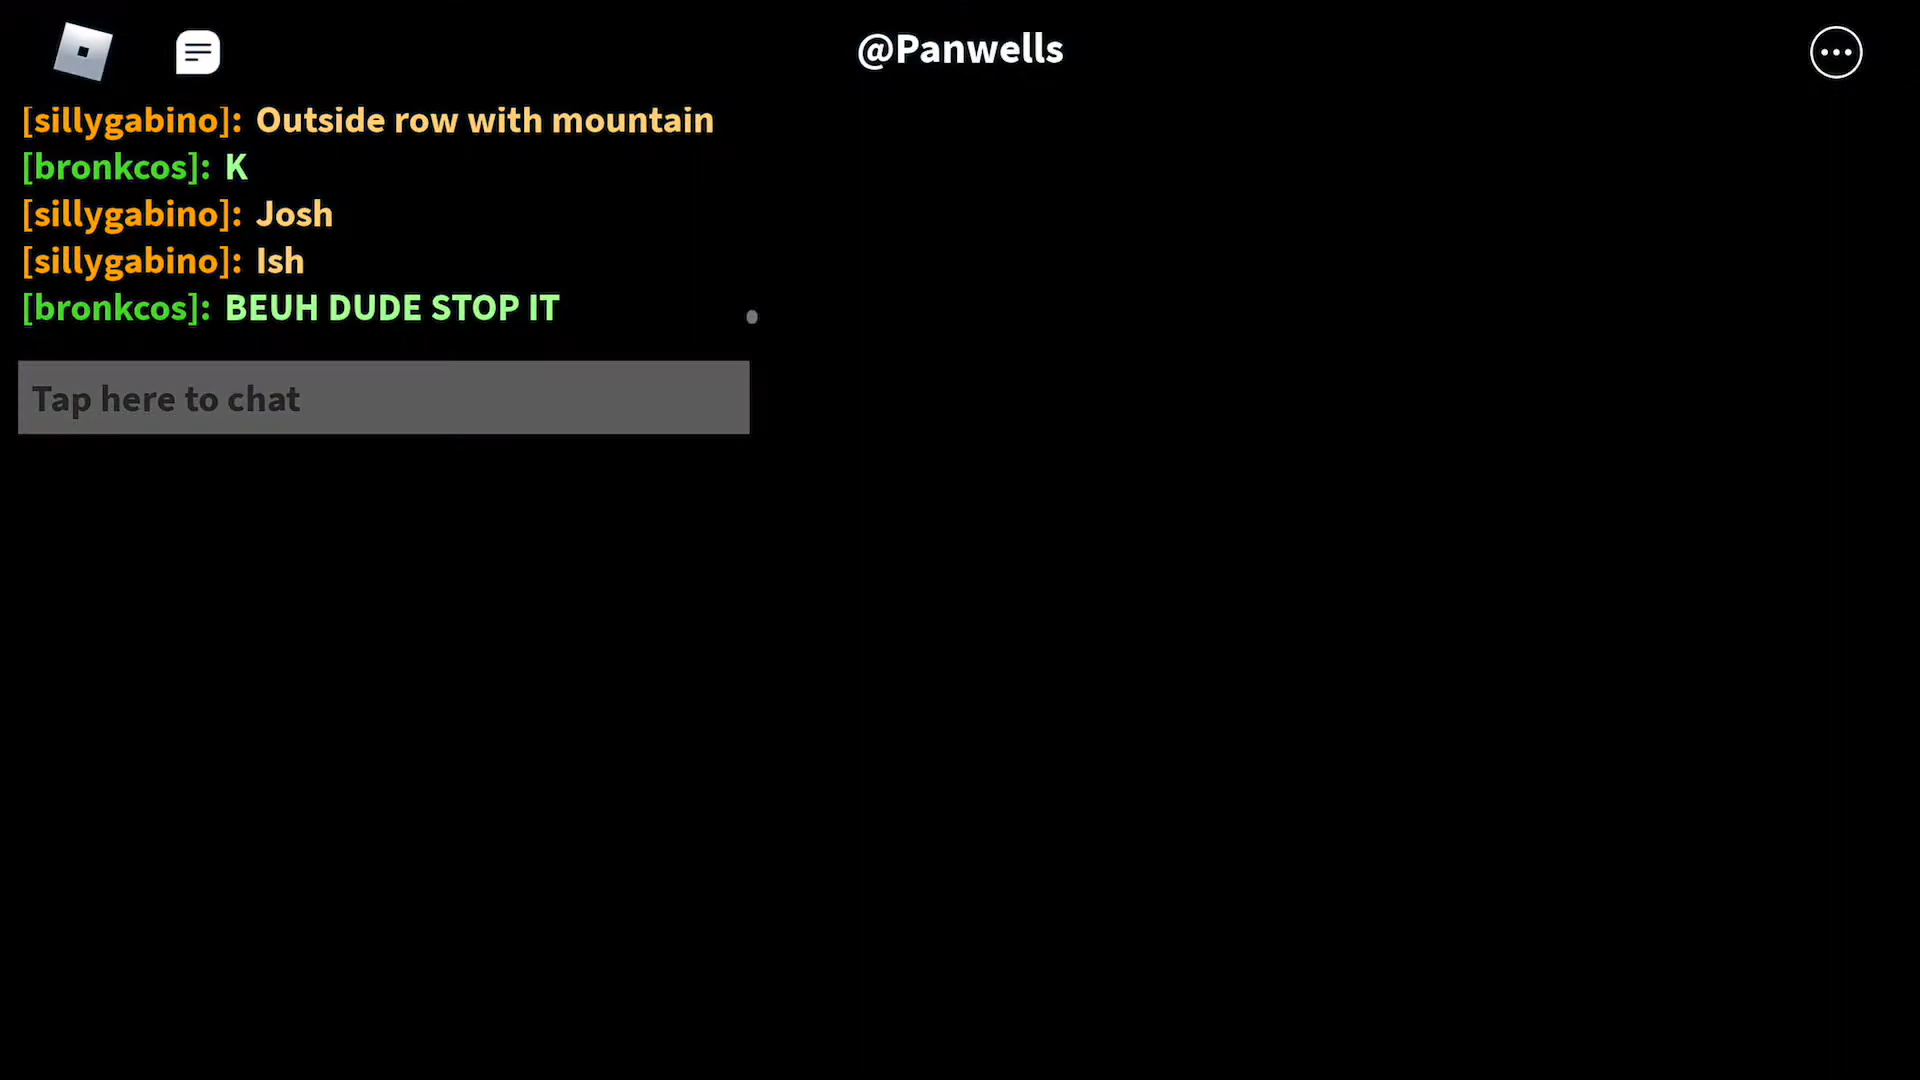 @Panwells
[sillygabino]: Outside row with mountain
[bronkcos]: K
[sillygabino]: Josh
[sillygabino]: Ish
[bronkcos]: BEUH DUDE STOP IT
Tap here to chat